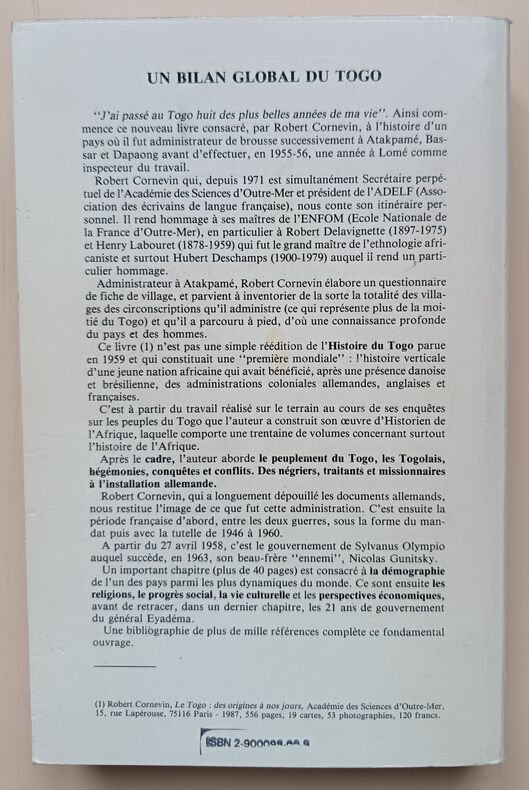 UN BILAN GLOBAL DU TOGO
"J'ai passé au Togo huit des plus belles années de ma vie". Ainsi com-
mence ce nouveau livre consacré, par Robert Cornevin, à l'histoire d'un
pays où il fut administrateur de brousse successivement à Atakpamé, Bas-
sar et Dapaong avant d'effectuer, en 1955-56, une année à Lomé comme
inspecteur du travail.
Robert Cornevin qui, depuis 1971 est simultanément Secrétaire perpé-
tuel de l'Académie des Sciences d'Outre-Mer et président de l'ADELF (Asso-
ciation des écrivains de langue française), nous conte son itinéraire per-
sonnel. Il rend hommage à ses maîtres de l'ENFOM (Ecole Nationale de
la France d'Outre-Mer), en particulier à Robert Delavignette (1897-1975)
et Henry Labouret (1878-1959) qui fut le grand maître de l'ethnologie afri-
caniste et surtout Hubert Deschamps (1900-1979) auquel il rend un parti-
culier hommage.
Administrateur à Atakpamé, Robert Cornevin élabore un questionnaire
de fiche de village, et parvient à inventorier de la sorte la totalité des villa-
ges des circonscriptions qu'il administre (ce qui représente plus de la moi-
tié du Togo) et qu'il a parcouru à pied, d'où une connaissance profonde
du pays et des hommes.
Ce livre (1) n'est pas une simple réédition de l'Histoire du Togo parue
en 1959 et qui constituait une "première mondiale" : l'histoire verticale
d'une jeune nation africaine qui avait bénéficié, après une présence danoise
et brésilienne, des administrations coloniales allemandes, anglaises et
françaises.
C'est à partir du travail réalisé sur le terrain au cours de ses enquêtes
sur les peuples du Togo que l'auteur a construit son œuvre d'Historien de
l'Afrique, laquelle comporte une trentaine de volumes concernant surtout
l'histoire de l'Afrique.
Après le cadre, l'auteur aborde le peuplement du Togo, les Togolais,
hégémonies, conquêtes et conflits. Des négriers, traitants et missionnaires
à l'installation allemande.
Robert Cornevin, qui a longuement dépouillé les documents allemands,
nous restitue l'image de ce que fut cette administration. C'est ensuite la
période française d'abord, entre les deux guerres, sous la forme du man-
dat puis avec la tutelle de 1946 à 1960.
A partir du 27 avril 1958, c'est le gouvernement de Sylvanus Olympio
auquel succède, en 1963, son beau-frère "ennemi", Nicolas Gunitsky.
Un important chapitre (plus de 40 pages) est consacré à la démographie
de l'un des pays parmi les plus dynamiques du monde. Ce sont ensuite les
religions, le progrès social, la vie culturelle et les perspectives économiques,
avant de retracer, dans un dernier chapitre, les 21 ans de gouvernement
du général Eyadéma.
Une bibliographie de plus de mille références complète ce fondamental
ouvrage.
(1) Robert Cornevin, Le Togo : des origines à nos jours, Académie des Sciences d'Outre-Mer,
15, rue Lapérouse, 75116 Paris - 1987, 556 pages, 19 cartes, 53 photographies, 120 francs.
ISBN